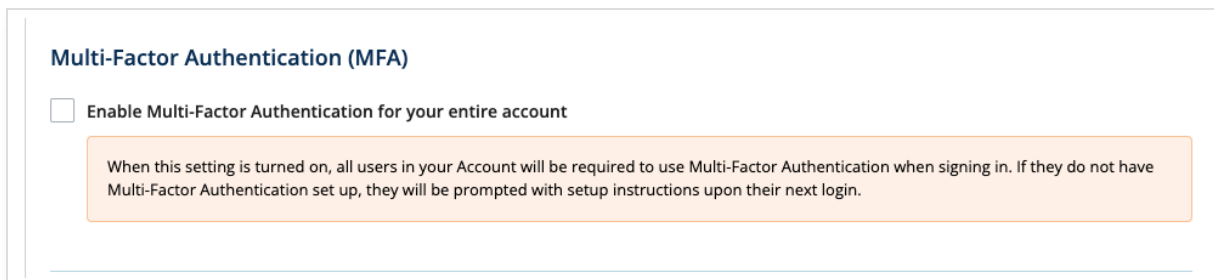 Multi-Factor Authentication (MFA)
Enable Multi-Factor Authentication for your entire account
When this setting is turned on, all users in your Account will be required to use Multi-Factor Authentication when signing in. If they do not have
Multi-Factor Authentication set up, they will be prompted with setup instructions upon their next login.